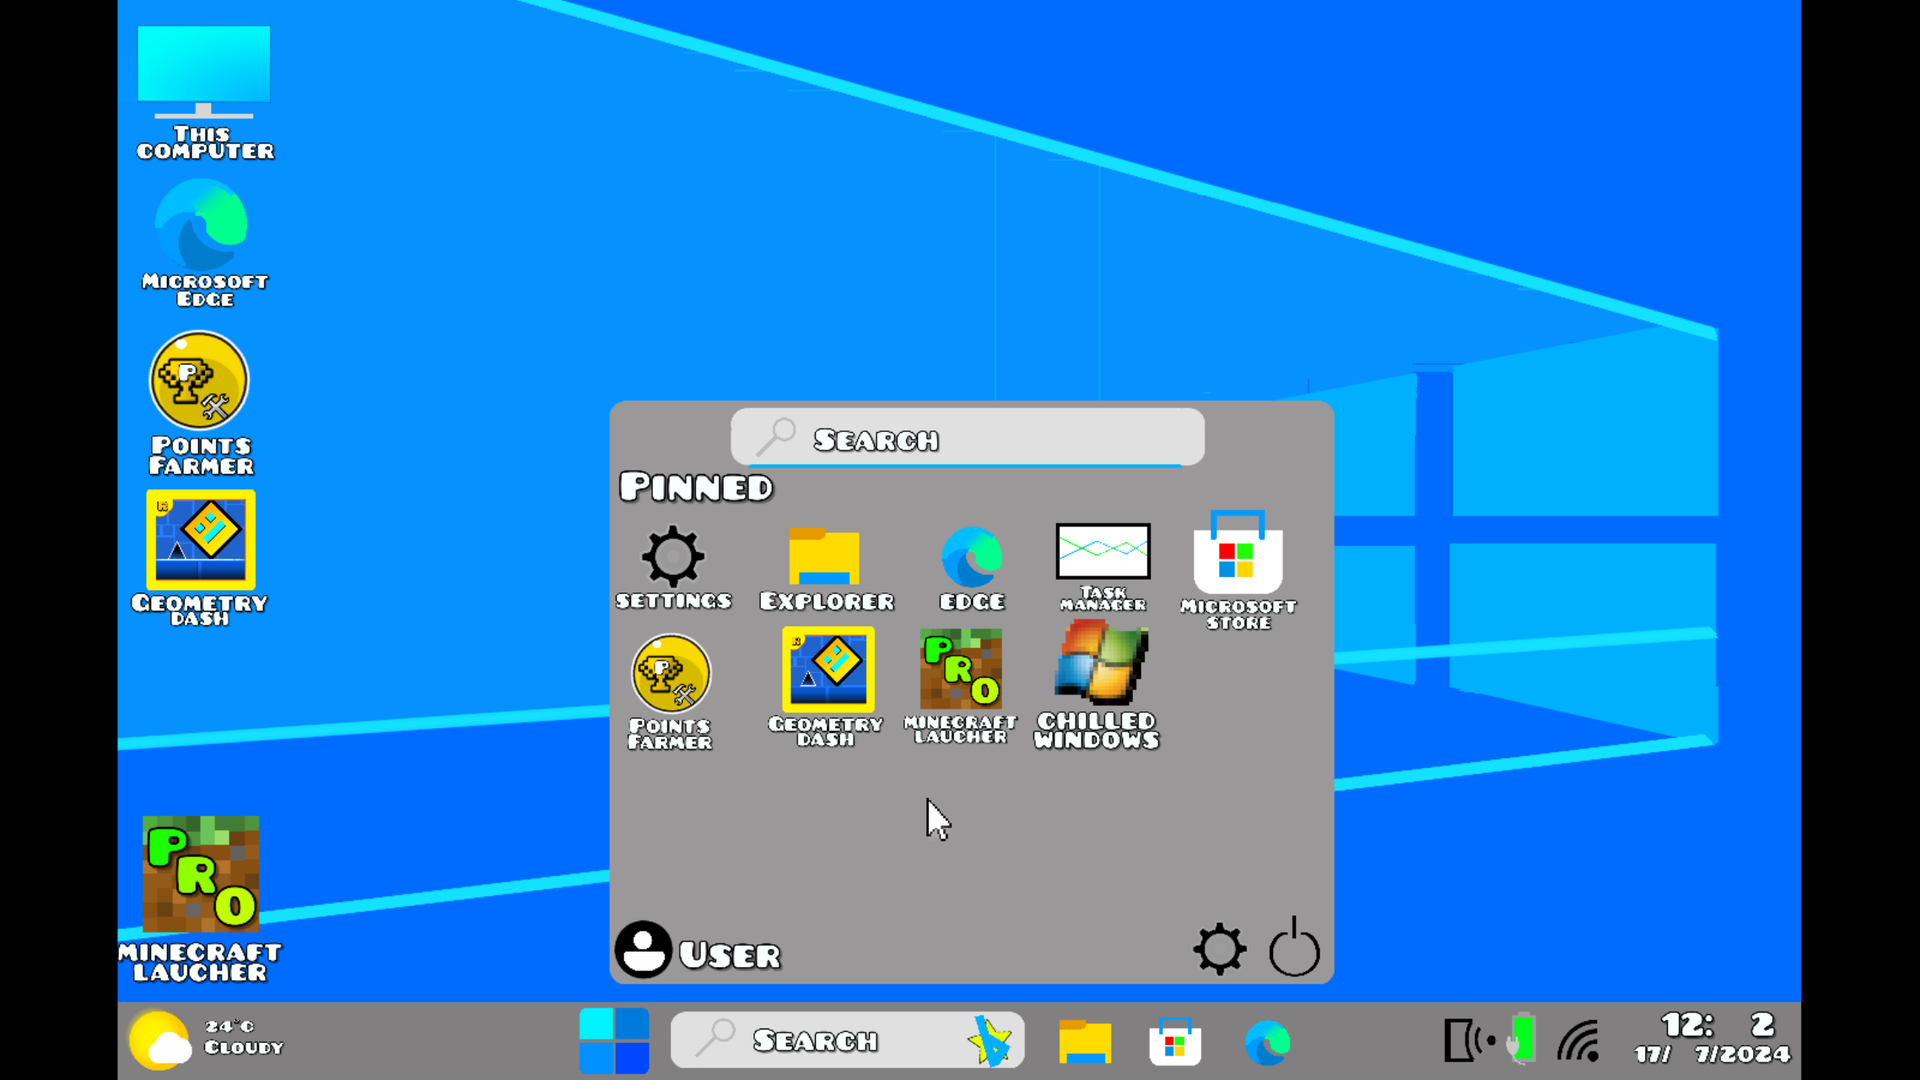 THIS
COMPUTER
MICROSOFT
EDGE
P
POINTS
FARMER
R
GEOMETRY
DASH
P
R
O
MINECRAFT
LAUCHER
SEARCH
PINNED
SETTINGS
EXPLORER
EDGE
TASK
MANAGER
MICROSOFT
STORE
P
POINTS
FARMER
R
GEOMETRY
DASH
P
R
O
MINECRAFT
LAUCHER
CHILLED
WINDOWS
USER
24°C
CLOUDY
SEARCH
12: 2
17/ 7/2024